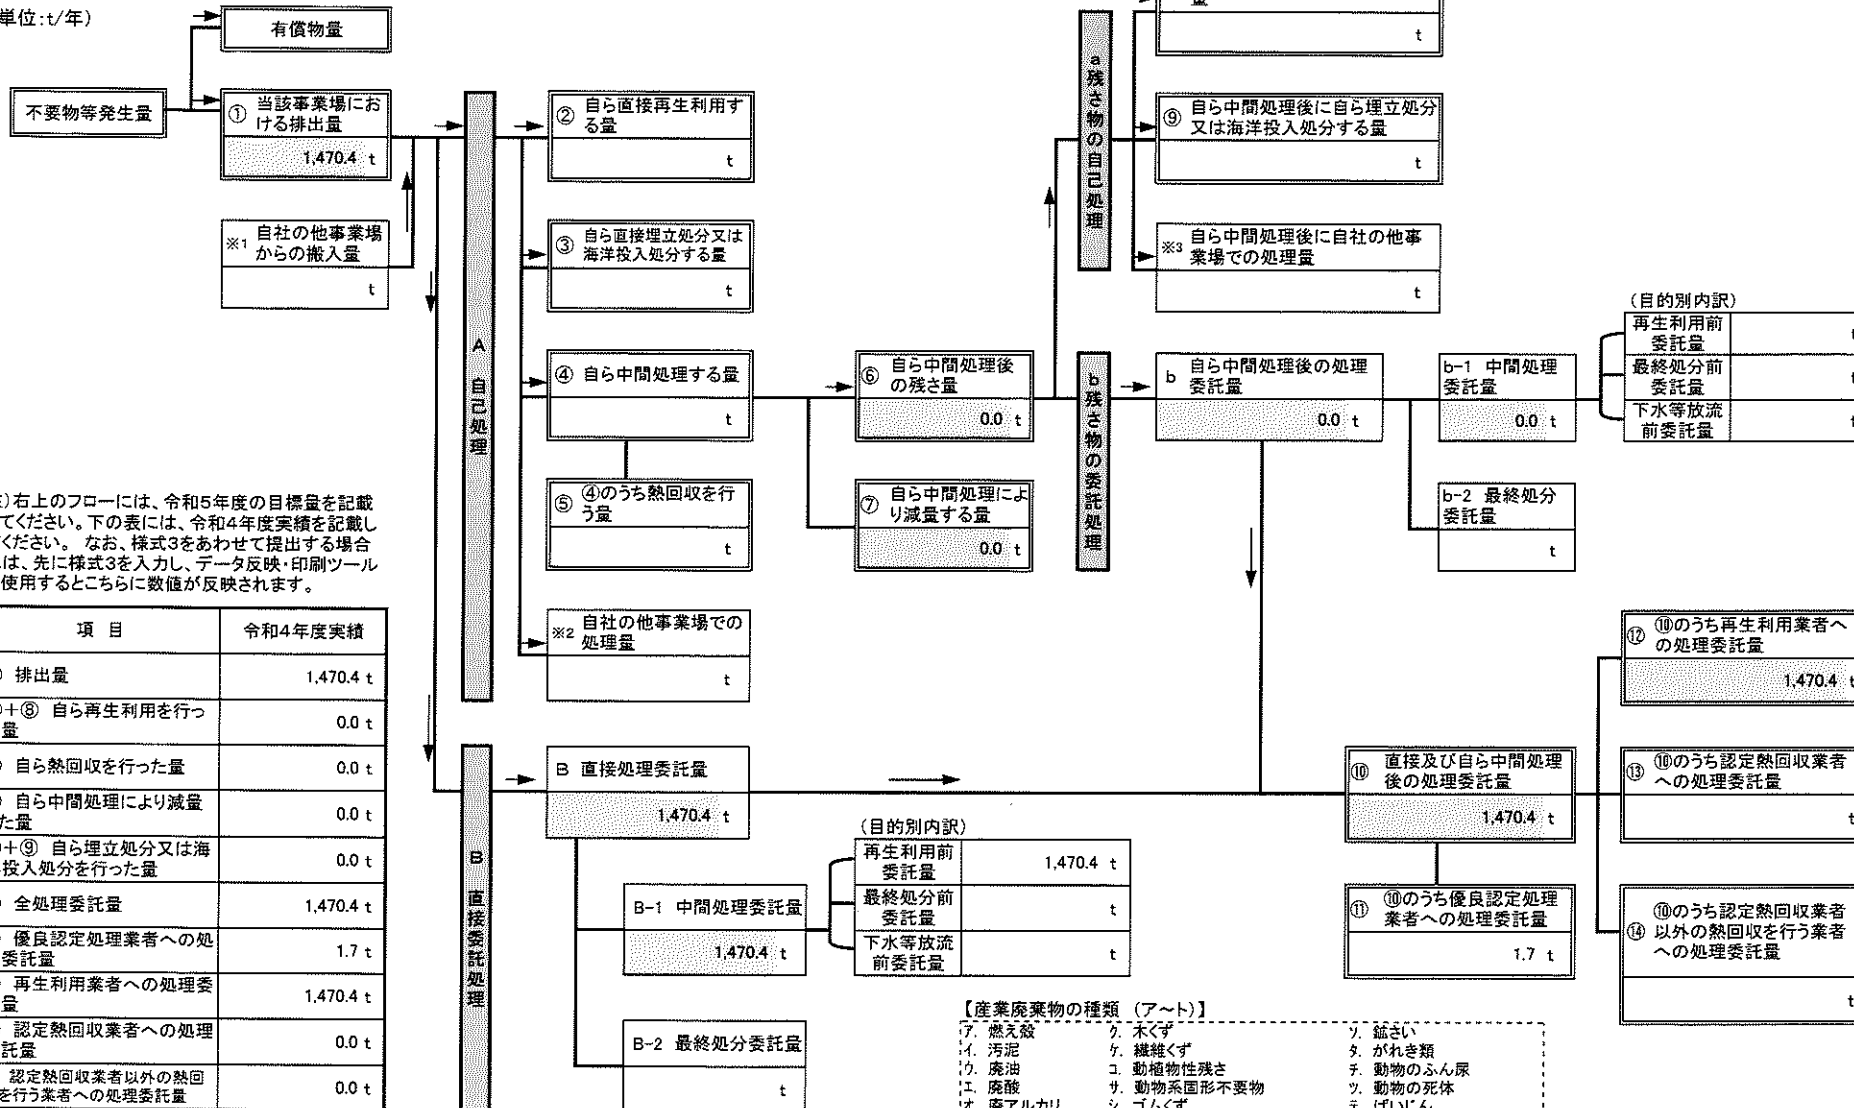 単位:t/年)
有償物量
不要物等発生量
① 当該事業場にお
ける排出量
1,470.4 t
※1 自社の他事業場
からの搬入量
t
A 自己処理
② 自ら直接再生利用す
る量
t
③ 自ら直接埋立処分又は
海洋投入処分する量
t
④ 自ら中間処理する量
t
⑤ ④のうち熱回収を行
う量
t
※2 自社の他事業場での
処理量
t
⑥ 自ら中間処理後
の残さ量
0.0 t
⑦ 自ら中間処理によ
り減量する量
0.0 t
a 残さ物の自己処理
量
t
⑨ 自ら中間処理後に自ら埋立処分
又は海洋投入処分する量
t
※3 自ら中間処理後に自社の他事
業場での処理量
t
b 残さ物の委託処理
b 自ら中間処理後の処理
委託量
0.0 t
b-1 中間処理
委託量
0.0 t
(目的別内訳)
再生利用前
委託量
t
最終処分前
委託量
t
下水等放流
前委託量
t
b-2 最終処分
委託量
t
)右上のフローには、令和5年度の目標量を記載
てください。下の表には、令和4年度実績を記載し
ください。 なお、様式3をあわせて提出する場合
は、先に様式3を入力し、データ反映・印刷ツール
使用するとこちらに数値が反映されます。
項 目 令和4年度実績
排出量 1,470.4 t
+⑧ 自ら再生利用を行っ
量 0.0 t
自ら熱回収を行った量 0.0 t
自ら中間処理により減量
た量 0.0 t
+⑨ 自ら埋立処分又は海
投入処分を行った量 0.0 t
全処理委託量 1,470.4 t
優良認定処理業者への処
委託量 1.7 t
再生利用業者への処理委
量 1,470.4 t
認定熱回収業者への処理
託量 0.0 t
認定熱回収業者以外の熱回
を行う業者への処理委託量 0.0 t
B 直接委託処理
B 直接処理委託量
1,470.4 t
B-1 中間処理委託量
1,470.4 t
(目的別内訳)
再生利用前
委託量
1,470.4 t
最終処分前
委託量
t
下水等放流
前委託量
t
B-2 最終処分委託量
t
⑩ 直接及び自ら中間処理
後の処理委託量
1,470.4 t
⑪ ⑩のうち優良認定処理
業者への処理委託量
1.7 t
⑫ ⑩のうち再生利用業者へ
の処理委託量
1,470.4 t
⑬ ⑩のうち認定熱回収業者
への処理委託量
t
⑭ ⑩のうち認定熱回収業者
以外の熱回収を行う業者
への処理委託量
t
【産業廃棄物の種類 (ア～ト)】
ア. 燃え殻 ク. 木くず ソ. 鉱さい
イ. 汚泥 ケ. 繊維くず タ. がれき類
ウ. 廃油 コ. 動植物性残さ チ. 動物のふん尿
エ. 廃酸 サ. 動物系固形不要物 ツ. 動物の死体
オ. 廃アルカリ シ. ゴムくず テ. ばいじん